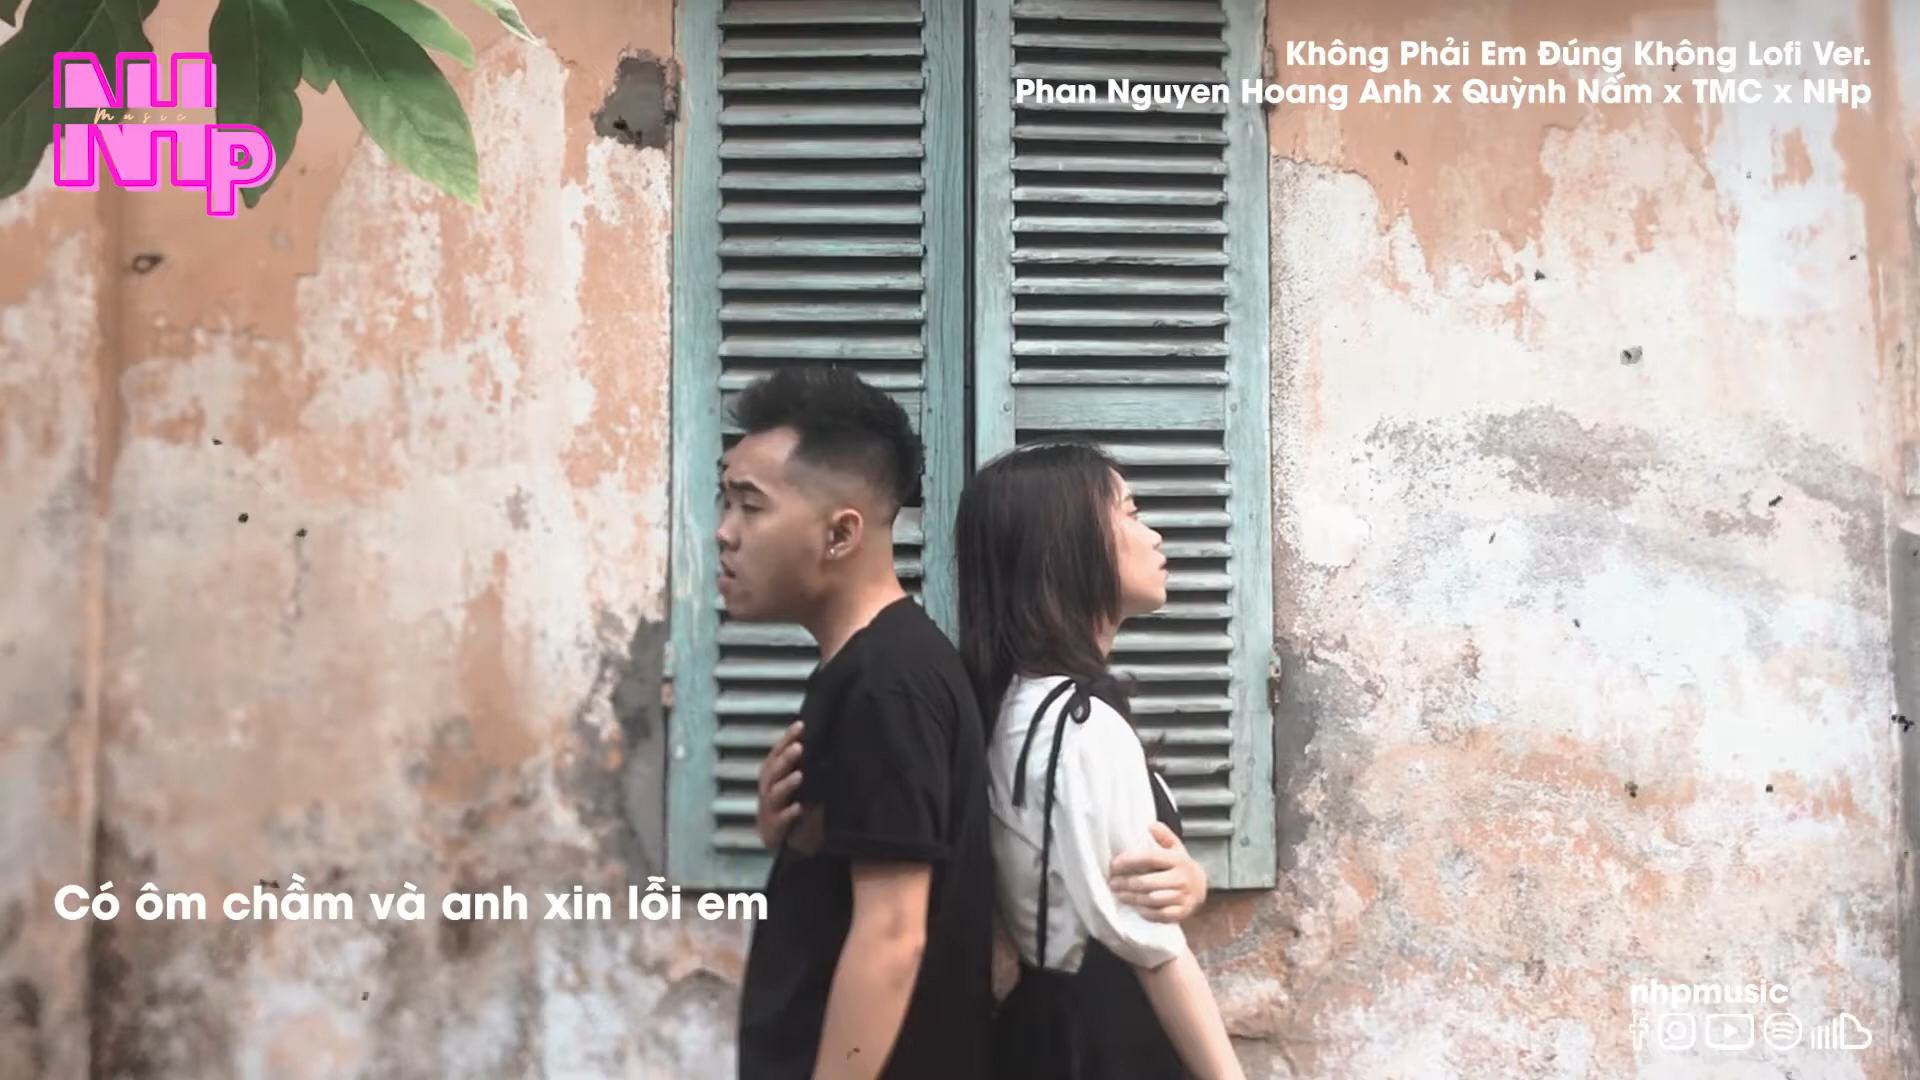 NH
Music
NHp
Không Phải Em Đúng Không Lofi Ver.
Phan Nguyen Hoang Anh x Quỳnh Nấm x TMC x NHp
Có ôm chầm và anh xin lỗi em
nhpmusic